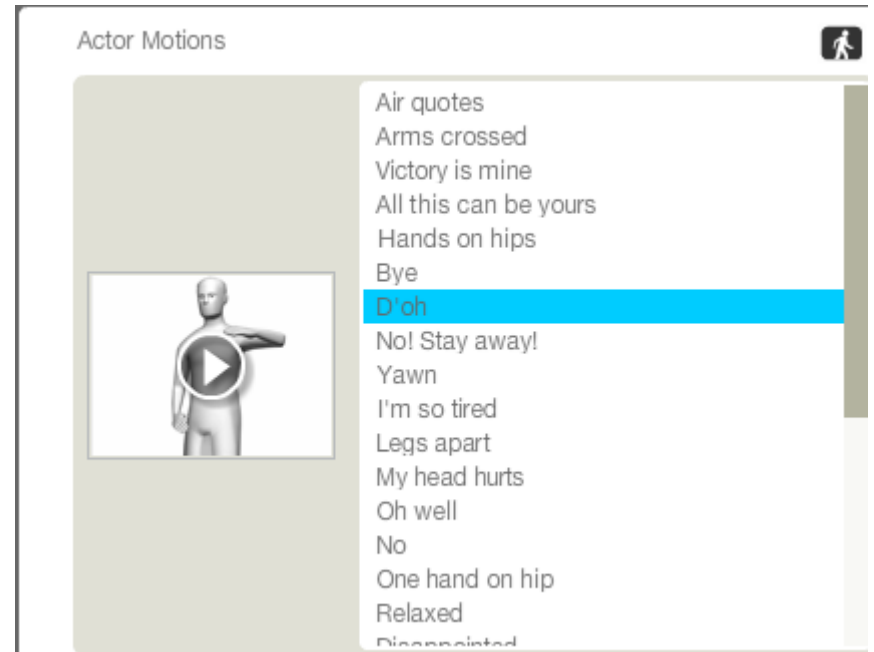 Actor Motions
Air quotes
Arms crossed
Victory is mine
All this can be yours
Hands on hips
Bye
D'oh
No! Stay away!
Yawn
I'm so tired
Legs apart
My head hurts
Oh well
No
One hand on hip
Relaxed
Disappointed